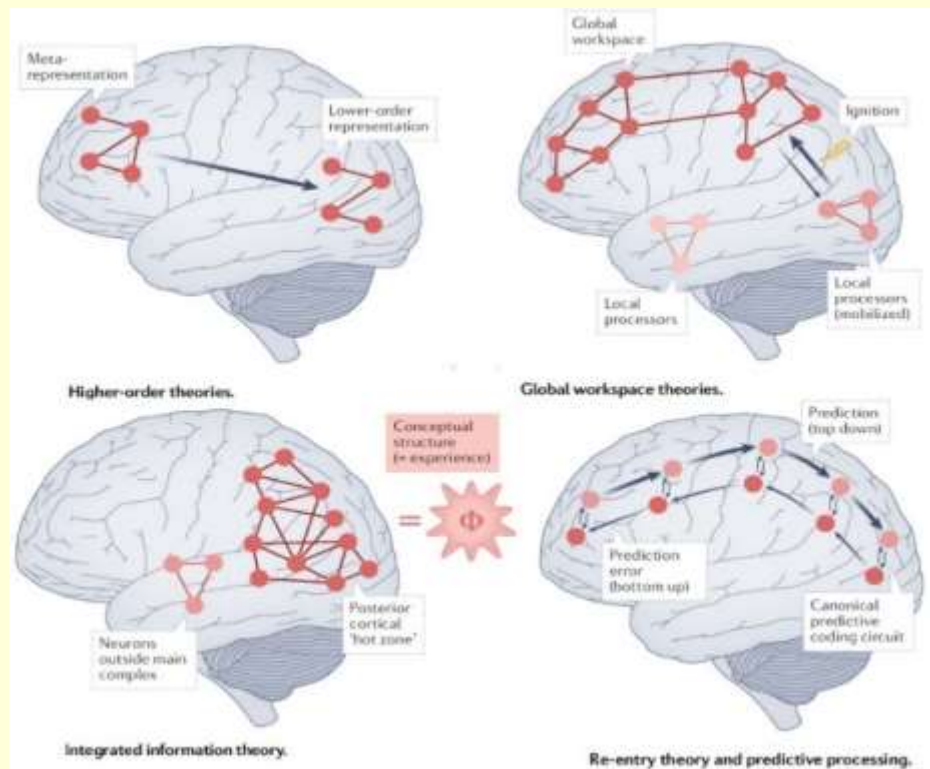 Meta-
representation
Lower-order
representation
Higher-order theories.
Global
workspace
Ignition
Local
processors
Local
processors
(mobilized)
Global workspace theories.
Conceptual
structure
(= experience)
= Φ
Neurons
outside main
complex
Posterior
cortical
'hot zone'
Integrated information theory.
Prediction
(top down)
Prediction
error
(bottom up)
Canonical
predictive
coding circuit
Re-entry theory and predictive processing.